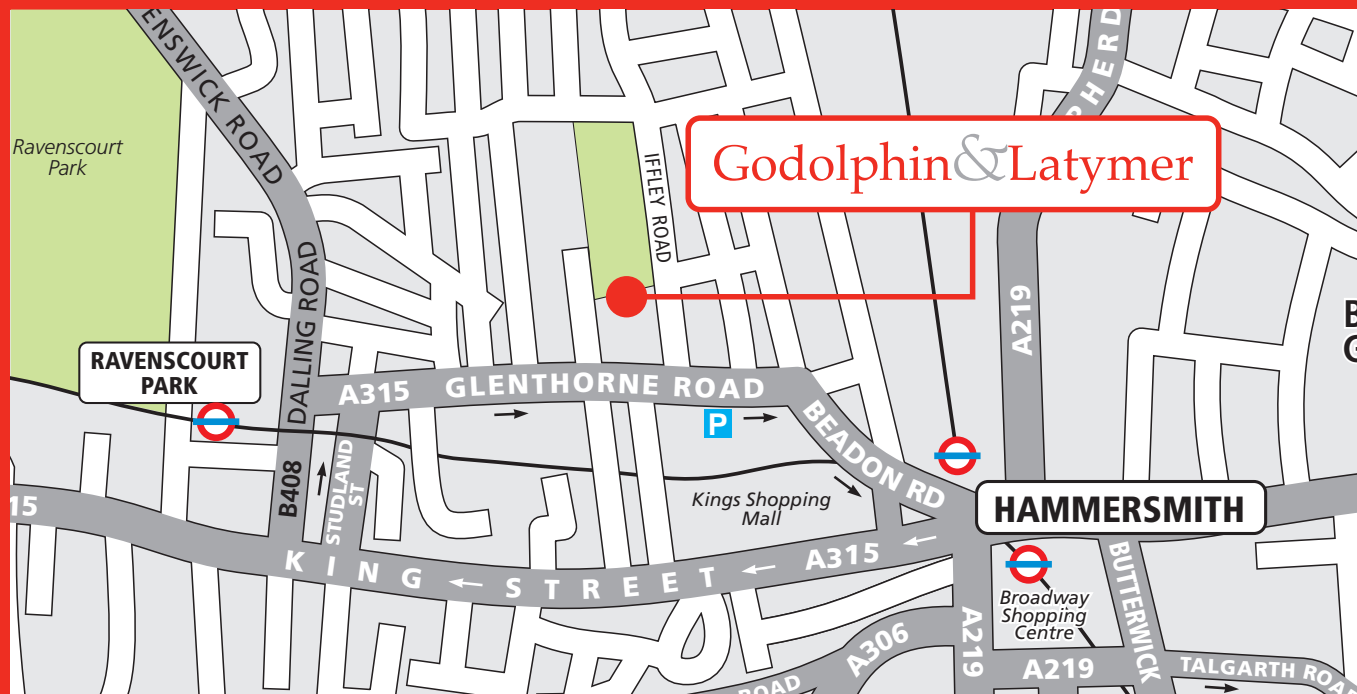 ENSWICK ROAD
PHERD
Ravenscourt
Park
IFFLEY ROAD
Godolphin&Latymer
A219
B
G
DALLING ROAD
RAVENSCOURT
PARK
A315 GLENTHORNE ROAD
P
BEADON RD
B408
STUDLAND
ST
Kings Shopping
Mall
HAMMERSMITH
15
KING STREET
A315
BUTTERWICK
Broadway
Shopping
Centre
A306
A219
A219
TALGARTH ROA
ROAD